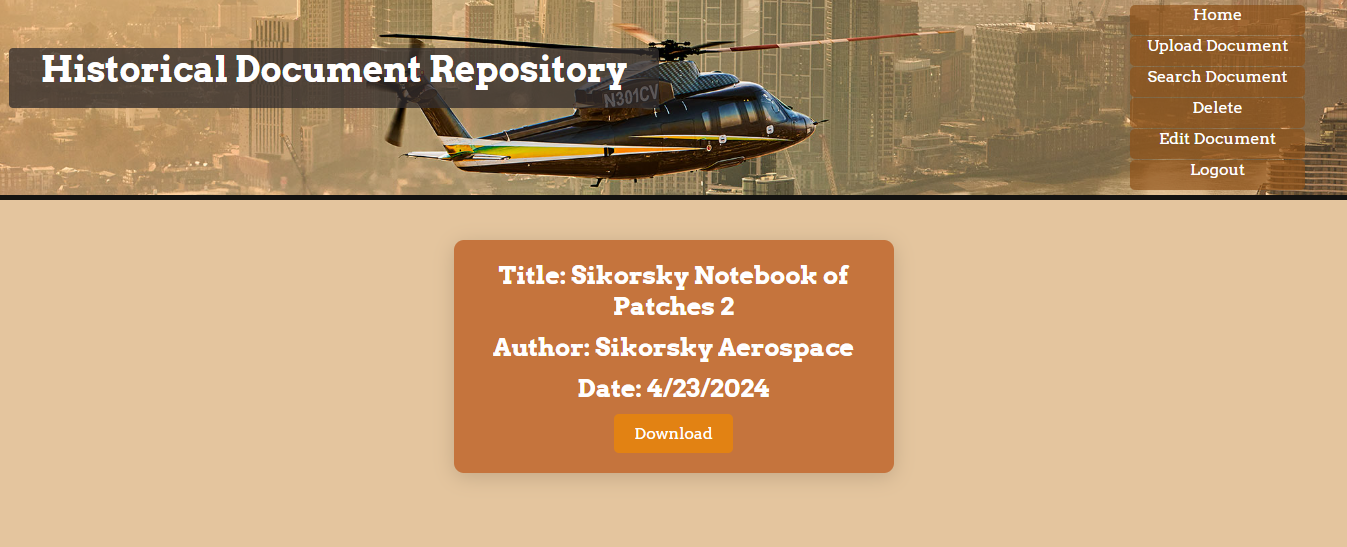 Historical Document Repository
N301CV
Home
Upload Document
Search Document
Delete
Edit Document
Logout
Title: Sikorsky Notebook of
Patches 2
Author: Sikorsky Aerospace
Date: 4/23/2024
Download